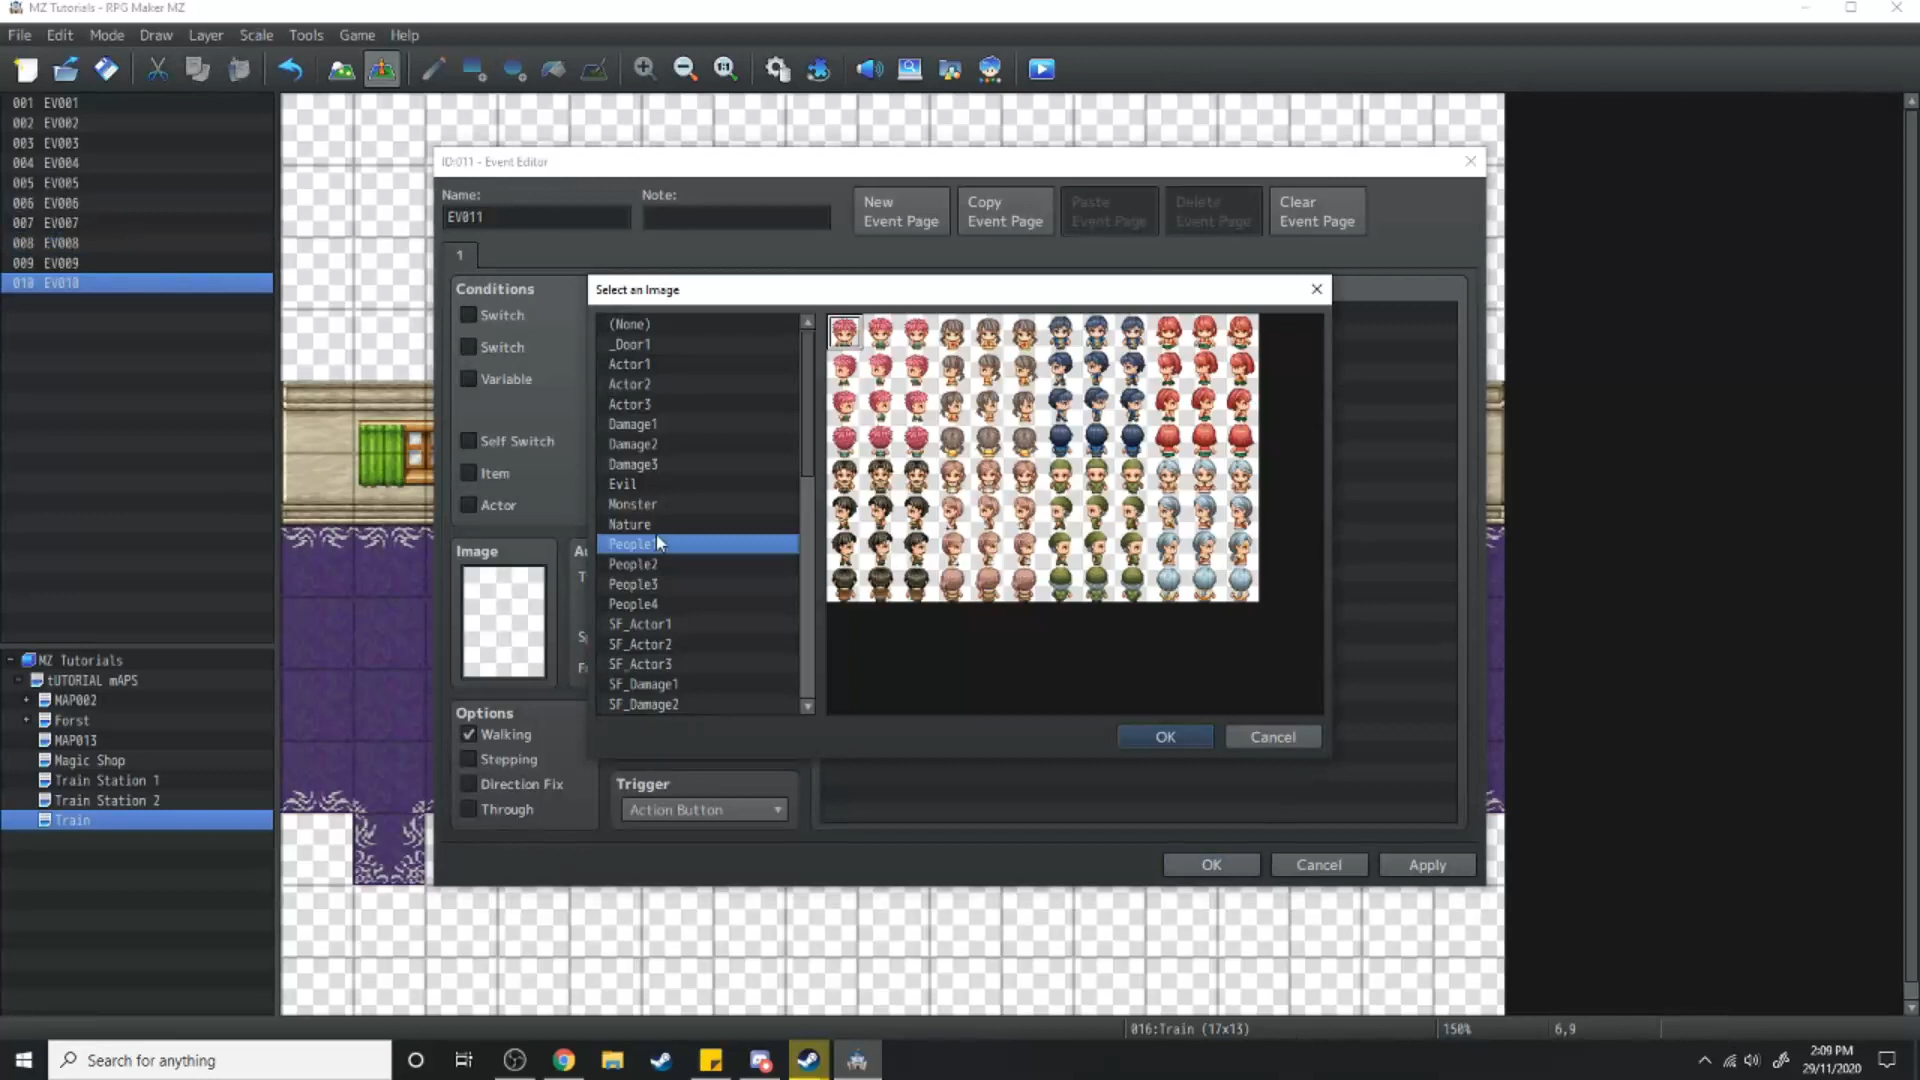 MZ Tutorials - RPG Maker MZ
File Edit Mode Draw Layer Scale Tools Game Help
001 EV001
002 EV002
003 EV003
004 EV004
005 EV005
006 EV006
007 EV007
008 EV008
009 EV009
010 EV010
MZ Tutorials
tUTORIAL mAPS
MAP002
Forst
MAP013
Magic Shop
Train Station 1
Train Station 2
Train
ID:011 - Event Editor
Name:
EV011
Note:
New
Event Page
Copy
Event Page
Paste
Event Page
Delete
Event Page
Clear
Event Page
1
Conditions
Switch
Switch
Variable
Self Switch
Item
Actor
Image
Au
T
Sp
Fr
Options
Walking
Stepping
Direction Fix
Through
Trigger
Action Button
Select an Image
(None)
_Door1
Actor1
Actor2
Actor3
Damage1
Damage2
Damage3
Evil
Monster
Nature
People1
People2
People3
People4
SF_Actor1
SF_Actor2
SF_Actor3
SF_Damage1
SF_Damage2
OK
Cancel
OK
Cancel
Apply
016:Train (17x13)
150%
6,9
Search for anything
2:09 PM
29/11/2020